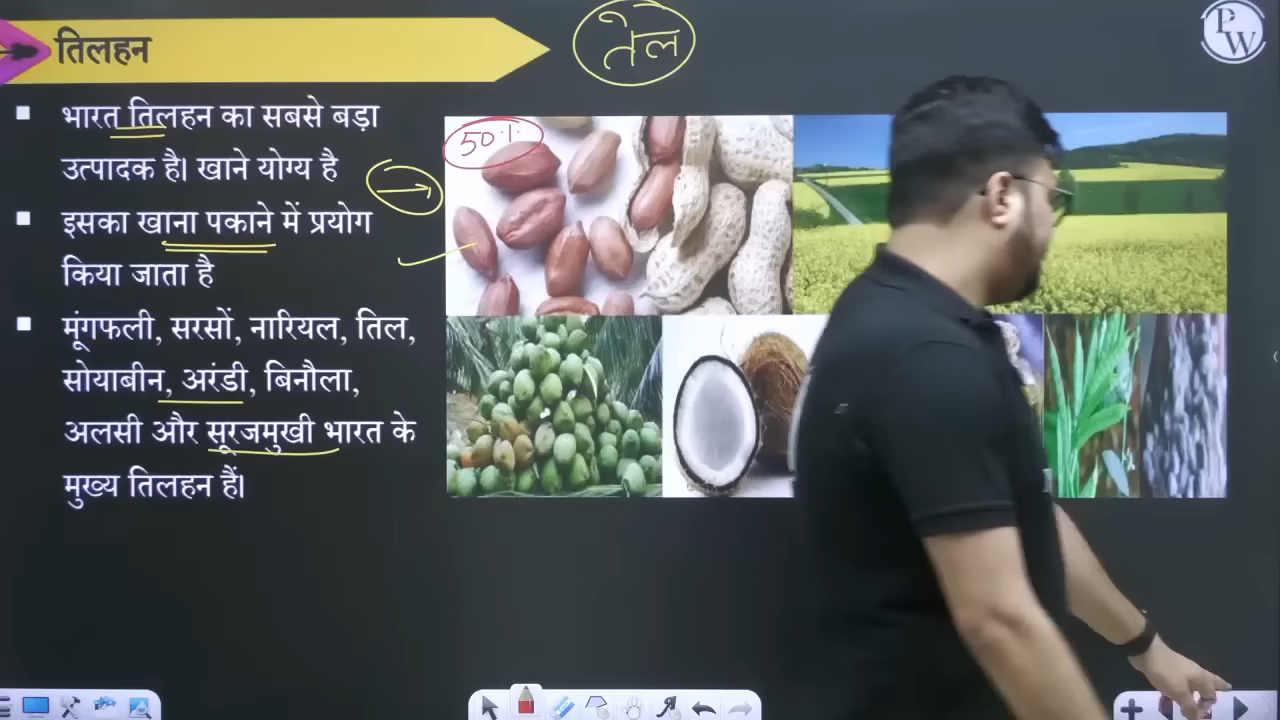 तिलहन
तेल
PW
भारत तिलहन का सबसे बड़ा
उत्पादक है। खाने योग्य है
इसका खाना पकाने में प्रयोग
किया जाता है
मूंगफली, सरसों, नारियल, तिल,
सोयाबीन, अरंडी, बिनौला,
अलसी और सूरजमुखी भारत के
मुख्य तिलहन हैं।
50%